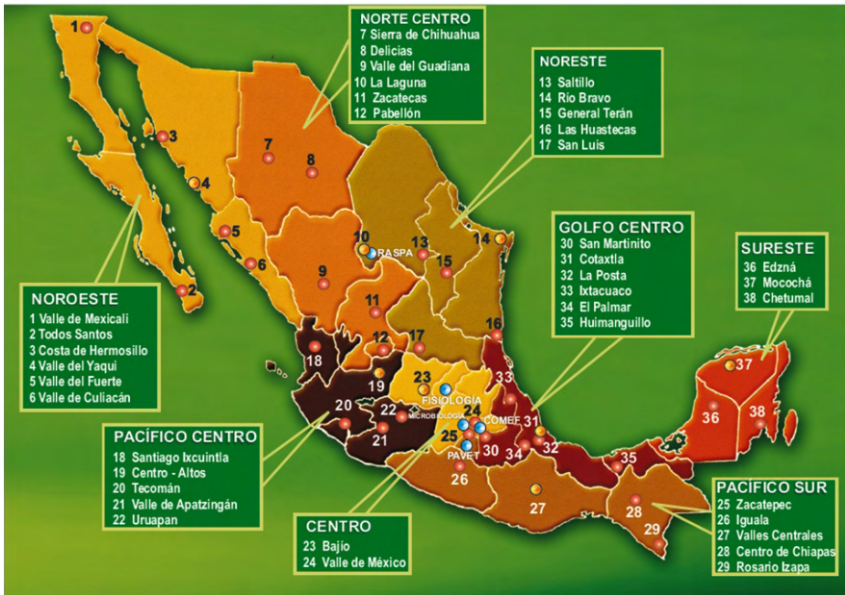 NORTE CENTRO
7 Sierra de Chihuahua
8 Delicias
9 Valle del Guadiana
10 La Laguna
11 Zacatecas
12 Pabellón
NORESTE
13 Saltillo
14 Río Bravo
15 General Terán
16 Las Huastecas
17 San Luis
GOLFO CENTRO
30 San Martinito
31 Cotaxtla
32 La Posta
33 Ixtacuaco
34 El Palmar
35 Huimanguillo
SURESTE
36 Edzná
37 Mocochá
38 Chetumal
NOROESTE
1 Valle de Mexicali
2 Todos Santos
3 Costa de Hermosillo
4 Valle del Yaqui
5 Valle del Fuerte
6 Valle de Culiacán
PACÍFICO CENTRO
18 Santiago Ixcuintla
19 Centro - Altos
20 Tecomán
21 Valle de Apatzingán
22 Uruapan
CENTRO
23 Bajío
24 Valle de México
PACÍFICO SUR
25 Zacatepec
26 Iguala
27 Valles Centrales
28 Centro de Chiapas
29 Rosario Izapa
1
3
7
8
4
5
6
2
10
RASPA
13
14
15
9
11
12
17
16
18
19
23
FISIOLOGÍA
33
37
20
22
MICROBIOLOGÍA
24
COMEF
31
36
38
21
25
PAVET
30
34
32
35
26
27
28
29